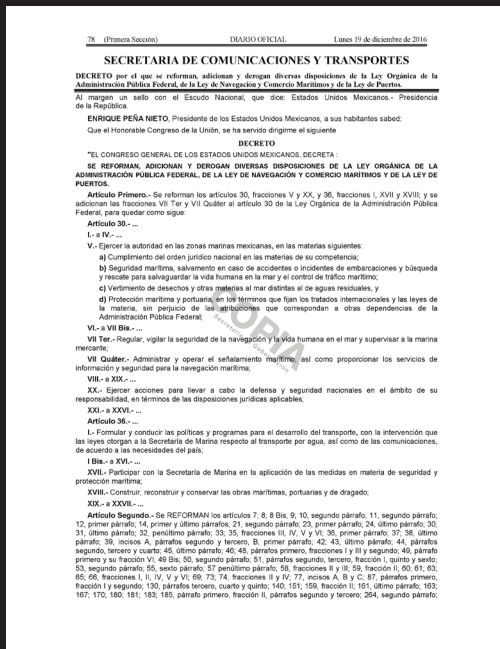 78 (Primera Sección) DIARIO OFICIAL Lunes 19 de diciembre de 2016
SECRETARIA DE COMUNICACIONES Y TRANSPORTES
DECRETO por el que se reforman, adicionan y derogan diversas disposiciones de la Ley Orgánica de la
Administración Pública Federal, de la Ley de Navegación y Comercio Marítimos y de la Ley de Puertos.
Al margen un sello con el Escudo Nacional, que dice: Estados Unidos Mexicanos.- Presidencia
de la República.
ENRIQUE PEÑA NIETO, Presidente de los Estados Unidos Mexicanos, a sus habitantes sabed:
Que el Honorable Congreso de la Unión, se ha servido dirigirme el siguiente
DECRETO
"EL CONGRESO GENERAL DE LOS ESTADOS UNIDOS MEXICANOS, DECRETA :
SE REFORMAN, ADICIONAN Y DEROGAN DIVERSAS DISPOSICIONES DE LA LEY ORGÁNICA DE LA
ADMINISTRACIÓN PÚBLICA FEDERAL, DE LA LEY DE NAVEGACIÓN Y COMERCIO MARÍTIMOS Y DE LA LEY DE
PUERTOS.
Artículo Primero.- Se reforman los artículos 30, fracciones V y XX, y 36, fracciones I, XVII y XVIII; y se
adicionan las fracciones VII Ter y VII Quáter al artículo 30 de la Ley Orgánica de la Administración Pública
Federal, para quedar como sigue:
Artículo 30.- ...
I.- a IV.- ...
V.- Ejercer la autoridad en las zonas marinas mexicanas, en las materias siguientes:
a) Cumplimiento del orden jurídico nacional en las materias de su competencia;
b) Seguridad marítima, salvamento en caso de accidentes o incidentes de embarcaciones y búsqueda
y rescate para salvaguardar la vida humana en la mar y el control de tráfico marítimo;
c) Vertimiento de desechos y otras materias al mar distintas al de aguas residuales, y
d) Protección marítima y portuaria, en los términos que fijan los tratados internacionales y las leyes de
la materia, sin perjuicio de las atribuciones que correspondan a otras dependencias de la
Administración Pública Federal;
VI.- a VII Bis.- ...
VII Ter.- Regular, vigilar la seguridad de la navegación y la vida humana en el mar y supervisar a la marina
mercante;
VII Quáter.- Administrar y operar el señalamiento marítimo, así como proporcionar los servicios de
información y seguridad para la navegación marítima;
VIII.- a XIX.- ...
XX.- Ejercer acciones para llevar a cabo la defensa y seguridad nacionales en el ámbito de su
responsabilidad, en términos de las disposiciones jurídicas aplicables;
XXI.- a XXVI.- ...
Artículo 36.- ...
I.- Formular y conducir las políticas y programas para el desarrollo del transporte, con la intervención que
las leyes otorgan a la Secretaría de Marina respecto al transporte por agua, así como de las comunicaciones,
de acuerdo a las necesidades del país;
I Bis.- a XVI.- ...
XVII.- Participar con la Secretaría de Marina en la aplicación de las medidas en materia de seguridad y
protección marítima;
XVIII.- Construir, reconstruir y conservar las obras marítimas, portuarias y de dragado;
XIX.- a XXVII.- ...
Artículo Segundo.- Se REFORMAN los artículos 7; 8; 8 Bis; 9; 10, segundo párrafo; 11, segundo párrafo;
12, primer párrafo; 14, primer y último párrafos; 21, segundo párrafo; 23, primer párrafo; 24, último párrafo; 30;
31, último párrafo; 32, penúltimo párrafo; 33; 35, fracciones III, IV, V y VI; 36, primer párrafo; 37; 38, último
párrafo; 39, incisos A, párrafos segundo y tercero, B, primer párrafo; 42; 43, último párrafo; 44, párrafos
segundo, tercero y cuarto; 45, último párrafo; 46; 48, párrafos primero, fracciones I y III y segundo; 49, párrafo
primero y su fracción VI; 49 Bis; 50, segundo párrafo; 51, párrafos segundo, tercero, fracción I, quinto y sexto;
53, segundo párrafo; 55, sexto párrafo; 57 penúltimo párrafo; 58, fracciones II y III; 59, fracción II; 60; 61; 63;
65; 66, fracciones I, II, IV, V y VI; 69; 73; 74, fracciones II y IV; 77, incisos A, B y C; 87, párrafos primero,
fracción I y segundo; 130, párrafos tercero, cuarto y quinto; 140; 151; 159, fracción II; 161, último párrafo; 163;
167; 170; 180; 181; 183; 185, párrafo primero, fracción II, párrafos segundo y tercero; 264, segundo párrafo;
CORIA
Secretaría de Gobernación